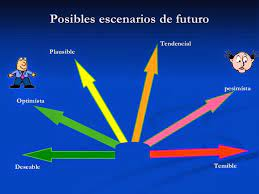 Posibles escenarios de futuro
Tendencial
Plausible
pesimista
Optimista
Deseable
Temible